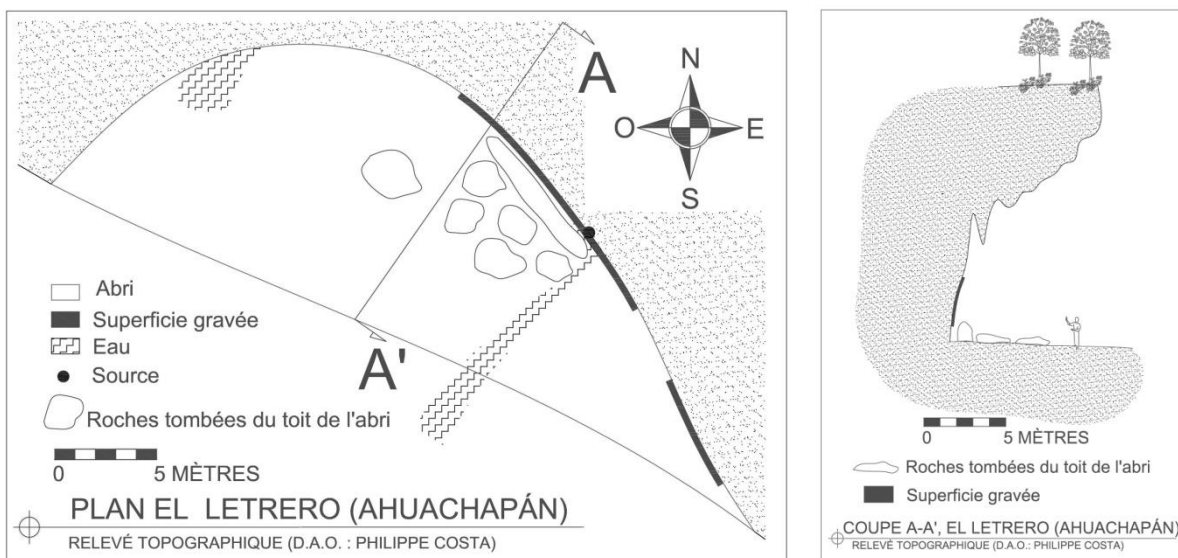 A
N
O
E
S
A'
Abri
Superficie gravée
Eau
Source
Roches tombées du toit de l'abri
0
5 MÈTRES
PLAN EL LETRERO (AHUACHAPÁN)
RELEVÉ TOPOGRAPHIQUE (D.A.O. : PHILIPPE COSTA)
0
5 MÈTRES
Roches tombées du toit de l'abri
Superficie gravée
COUPE A-A', EL LETRERO (AHUACHAPÁN)
RELEVÉ TOPOGRAPHIQUE (D.A.O. : PHILIPPE COSTA)